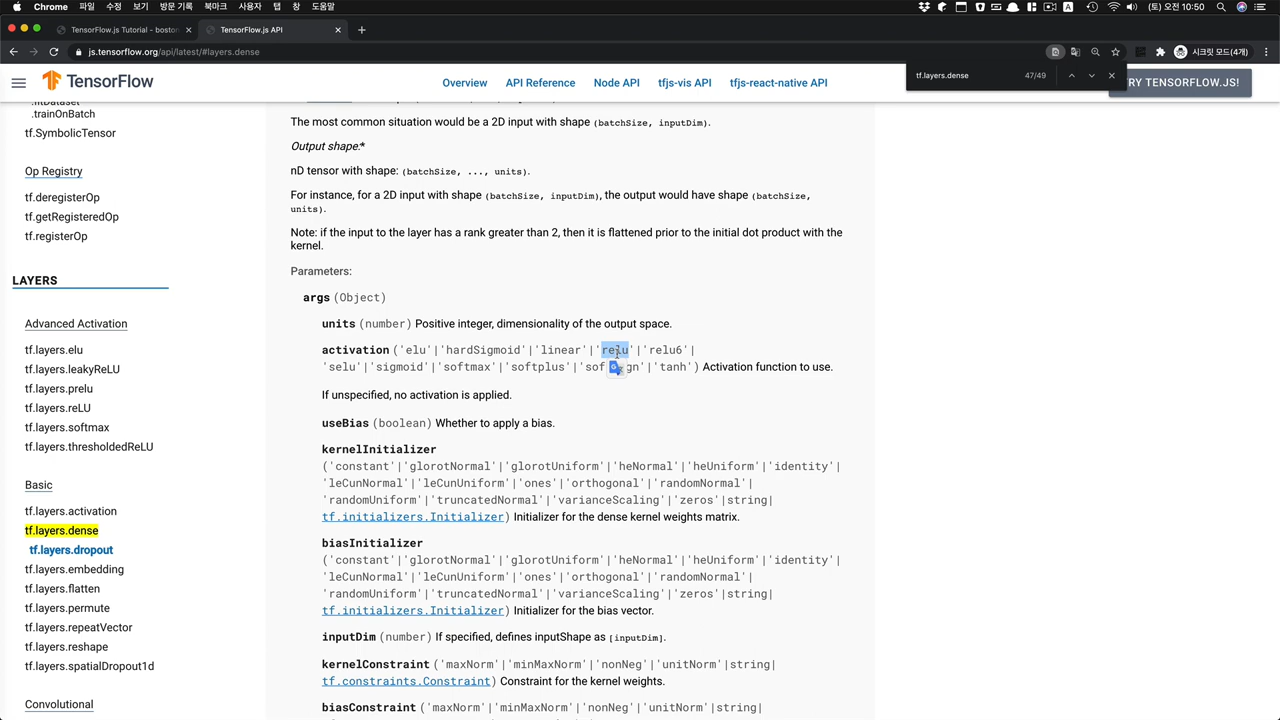 Chrome 파일 수정 보기 방문 기록 북마크 사용자 탭 창 도움말
A
(토) 오전 10:50
TensorFlow.js Tutorial - boston
TensorFlow.js API
js.tensorflow.org/api/latest/#layers.dense
시크릿 모드(4개)
TensorFlow
Overview
API Reference
Node API
tfjs-vis API
tfjs-react-native API
tf.layers.dense
47/49
RY TENSORFLOW.JS!
.fitDataset
.trainOnBatch
tf.SymbolicTensor
Op Registry
tf.deregisterOp
tf.getRegisteredOp
tf.registerOp
LAYERS
Advanced Activation
tf.layers.elu
tf.layers.leakyReLU
tf.layers.prelu
tf.layers.reLU
tf.layers.softmax
tf.layers.thresholdedReLU
Basic
tf.layers.activation
tf.layers.dense
tf.layers.dropout
tf.layers.embedding
tf.layers.flatten
tf.layers.permute
tf.layers.repeatVector
tf.layers.reshape
tf.layers.spatialDropout1d
Convolutional
The most common situation would be a 2D input with shape (batchSize, inputDim).
Output shape:*
nD tensor with shape: (batchSize, ..., units).
For instance, for a 2D input with shape (batchSize, inputDim), the output would have shape (batchSize,
units).
Note: if the input to the layer has a rank greater than 2, then it is flattened prior to the initial dot product with the
kernel.
Parameters:
args (Object)
units (number) Positive integer, dimensionality of the output space.
activation ('elu'|'hardSigmoid'|'linear'|'relu'|'relu6'|
'selu'|'sigmoid'|'softmax'|'softplus'|'sof gn'|'tanh') Activation function to use.
If unspecified, no activation is applied.
useBias (boolean) Whether to apply a bias.
kernelInitializer
('constant'|'glorotNormal'|'glorotUniform'|'heNormal'|'heUniform'|'identity'|
'leCunNormal'|'leCunUniform'|'ones'|'orthogonal'|'randomNormal'|
'randomUniform'|'truncatedNormal'|'varianceScaling'|'zeros'|string|
tf.initializers.Initializer) Initializer for the dense kernel weights matrix.
biasInitializer
('constant'|'glorotNormal'|'glorotUniform'|'heNormal'|'heUniform'|'identity'|
'leCunNormal'|'leCunUniform'|'ones'|'orthogonal'|'randomNormal'|
'randomUniform'|'truncatedNormal'|'varianceScaling'|'zeros'|string|
tf.initializers.Initializer) Initializer for the bias vector.
inputDim (number) If specified, defines inputShape as [inputDim].
kernelConstraint ('maxNorm'|'minMaxNorm'|'nonNeg'|'unitNorm'|string|
tf.constraints.Constraint) Constraint for the kernel weights.
biasConstraint ('maxNorm'|'minMaxNorm'|'nonNeg'|'unitNorm'|string|